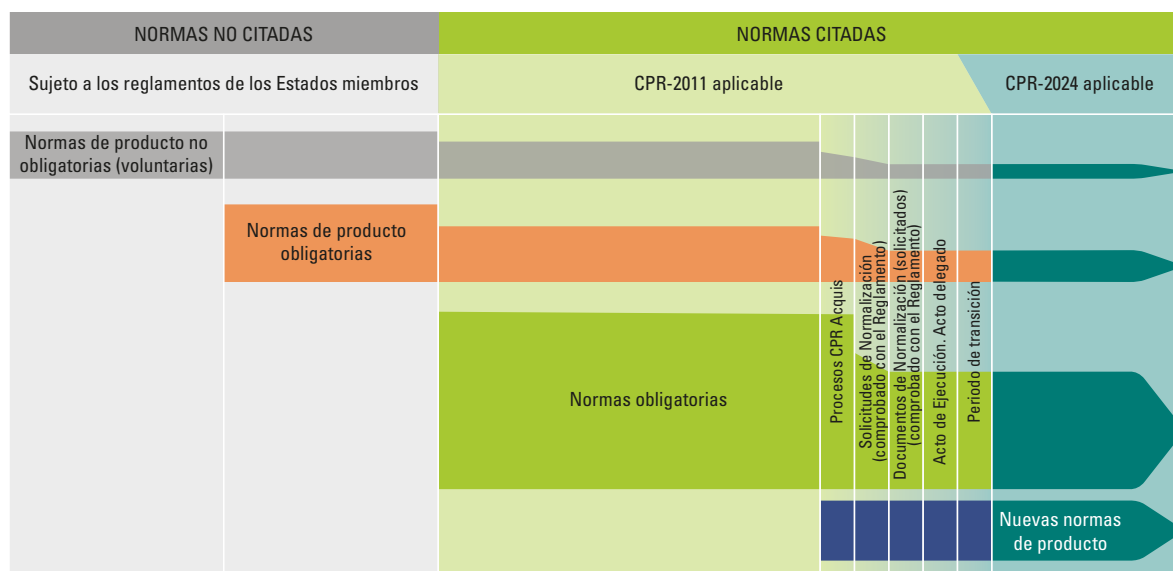 NORMAS NO CITADAS
NORMAS CITADAS
Sujeto a los reglamentos de los Estados miembros
CPR-2011 aplicable
CPR-2024 aplicable
Normas de producto no
obligatorias (voluntarias)
Normas de producto
obligatorias
Normas obligatorias
Procesos CPR Acquis
Solicitudes de Normalización
(comprobado con el Reglamento)
Documentos de Normalización (solicitados)
(comprobado con el Reglamento)
Acto de Ejecución. Acto delegado
Periodo de transición
Nuevas normas
de producto